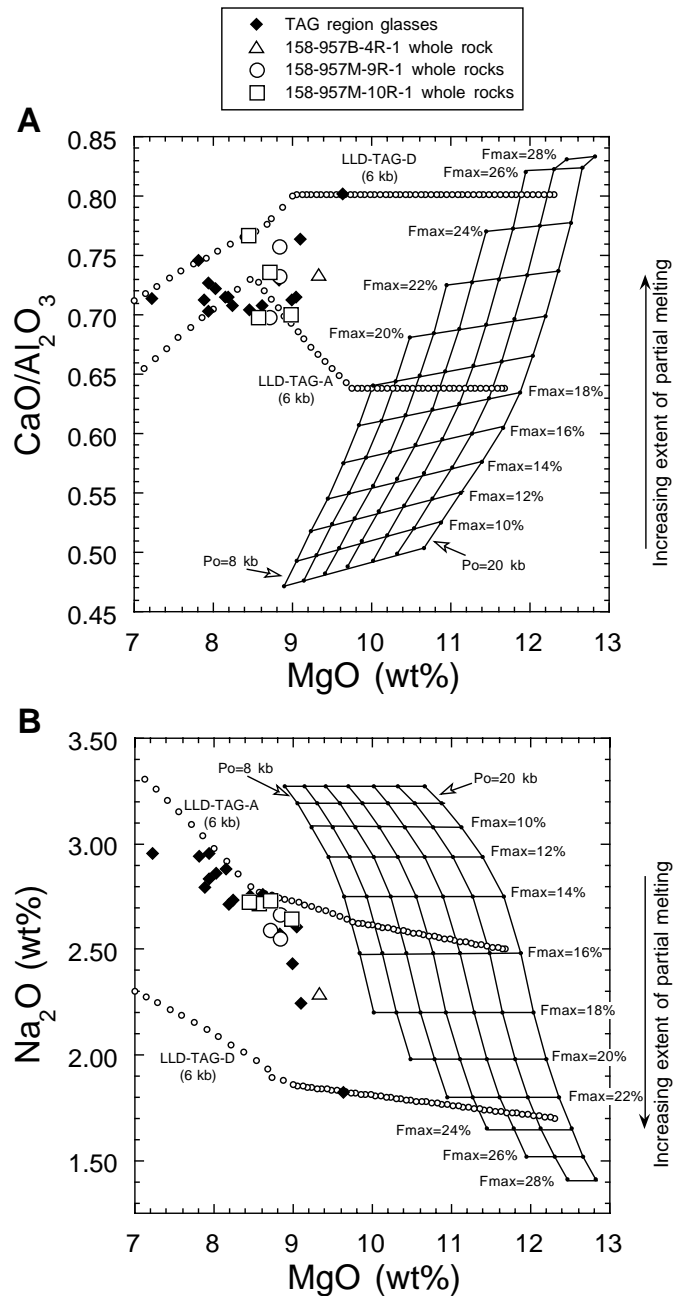 TAG region glasses
158-957B-4R-1 whole rock
158-957M-9R-1 whole rocks
158-957M-10R-1 whole rocks
A
0.85
0.80
0.75
0.70
0.65
0.60
0.55
0.50
0.45
CaO/Al2O3
LLD-TAG-D
(6 kb)
LLD-TAG-A
(6 kb)
Fmax=28%
Fmax=26%
Fmax=24%
Fmax=22%
Fmax=20%
Fmax=18%
Fmax=16%
Fmax=14%
Fmax=12%
Fmax=10%
Po=8 kb
Po=20 kb
7 8 9 10 11 12 13
MgO (wt%)
Increasing extent of partial melting
B
3.50
3.00
2.50
2.00
1.50
Na2O (wt%)
Po=8 kb
Po=20 kb
LLD-TAG-A
(6 kb)
Fmax=10%
Fmax=12%
Fmax=14%
Fmax=16%
Fmax=18%
Fmax=20%
Fmax=22%
LLD-TAG-D
(6 kb)
Fmax=24%
Fmax=26%
Fmax=28%
7 8 9 10 11 12 13
MgO (wt%)
Increasing extent of partial melting